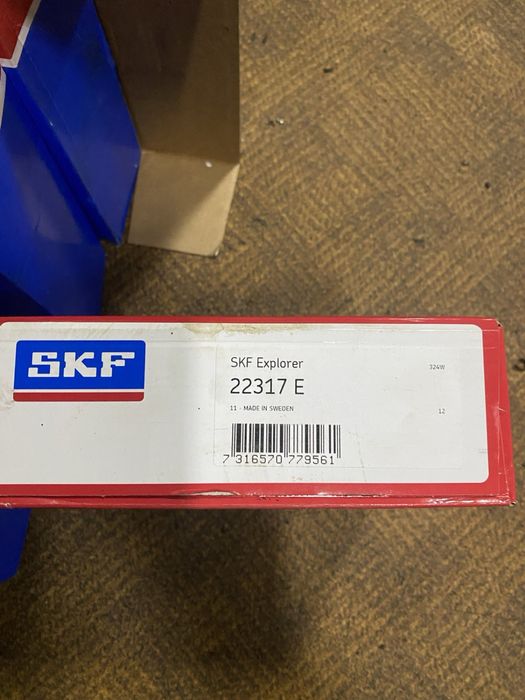 SKF
SKF Explorer
324W
22317 E
11 - MADE IN SWEDEN
12
7 316570 779561